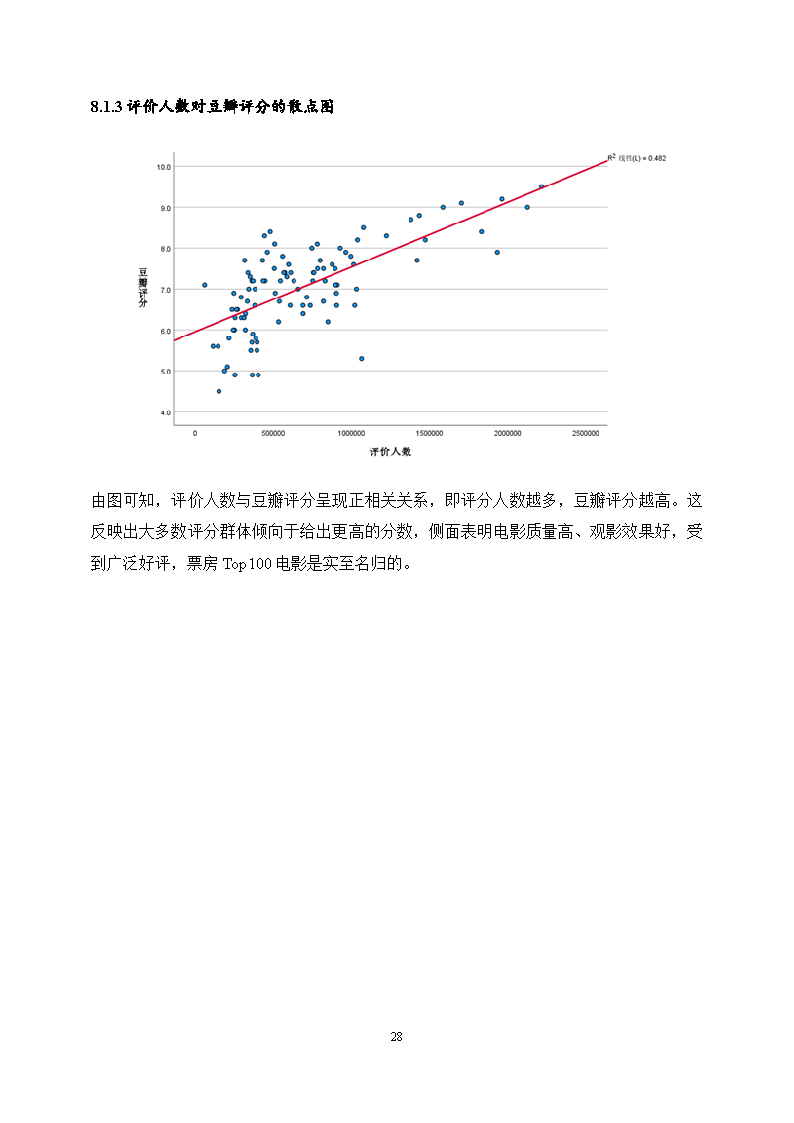 8.1.3 评价人数对豆瓣评分的散点图
R² 线性(L) = 0.482
10.0
9.0
8.0
7.0
6.0
5.0
4.0
豆瓣评分
0 500000 1000000 1500000 2000000 2500000
评价人数
由图可知，评价人数与豆瓣评分呈现正相关关系，即评分人数越多，豆瓣评分越高。这
反映出大多数评分群体倾向于给出更高的分数，侧面表明电影质量高、观影效果好，受
到广泛好评，票房 Top100 电影是实至名归的。
28